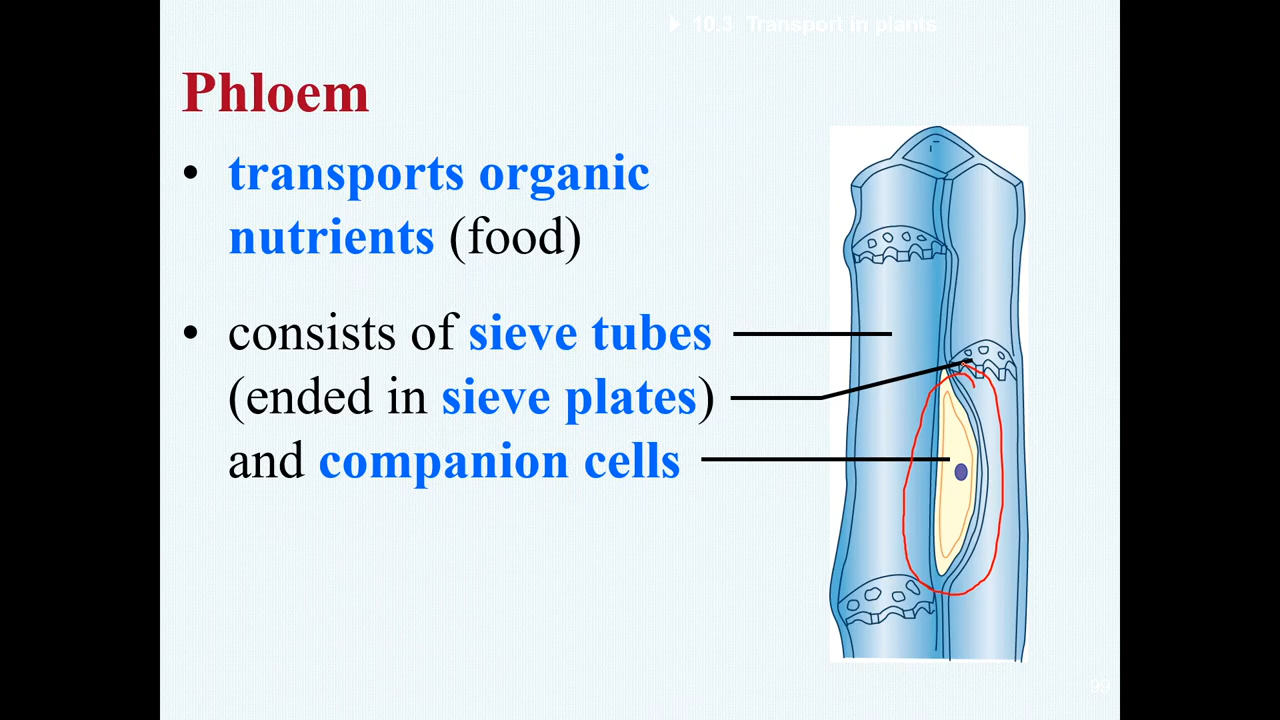 10.3 Transport in plants
Phloem
• transports organic
nutrients (food)
• consists of sieve tubes
(ended in sieve plates)
and companion cells
99